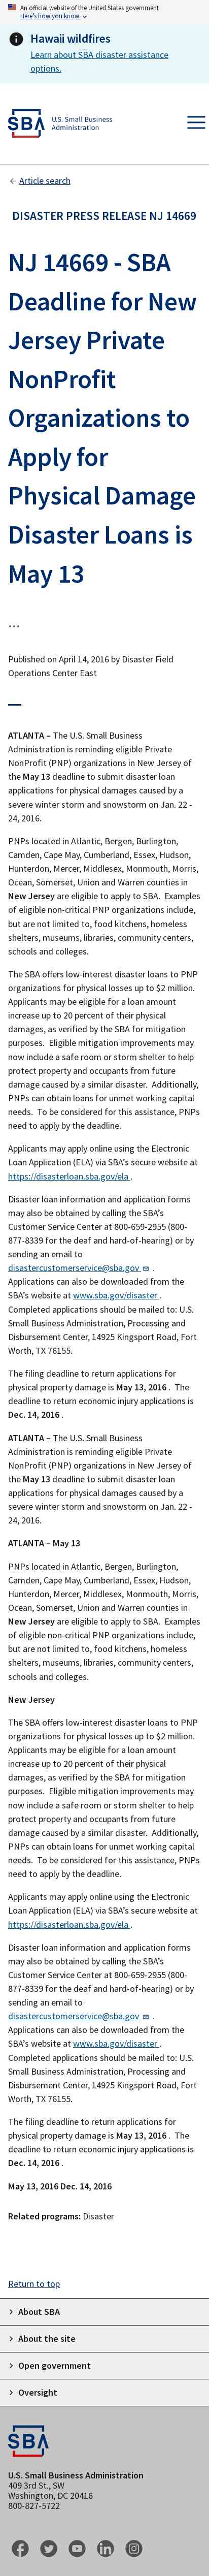 An official website of the United States government
Here's how you know
Hawaii wildfires
Learn about SBA disaster assistance
options.
SBA U.S. Small Business
Administration
Article search
DISASTER PRESS RELEASE NJ 14669
NJ 14669 - SBA
Deadline for New
Jersey Private
NonProfit
Organizations to
Apply for
Physical Damage
Disaster Loans is
May 13
...
Published on April 14, 2016 by Disaster Field
Operations Center East
ATLANTA – The U.S. Small Business
Administration is reminding eligible Private
NonProfit (PNP) organizations in New Jersey of
the May 13 deadline to submit disaster loan
applications for physical damages caused by a
severe winter storm and snowstorm on Jan. 22 -
24, 2016.
PNPs located in Atlantic, Bergen, Burlington,
Camden, Cape May, Cumberland, Essex, Hudson,
Hunterdon, Mercer, Middlesex, Monmouth, Morris,
Ocean, Somerset, Union and Warren counties in
New Jersey are eligible to apply to SBA. Examples
of eligible non-critical PNP organizations include,
but are not limited to, food kitchens, homeless
shelters, museums, libraries, community centers,
schools and colleges.
The SBA offers low-interest disaster loans to PNP
organizations for physical losses up to $2 million.
Applicants may be eligible for a loan amount
increase up to 20 percent of their physical
damages, as verified by the SBA for mitigation
purposes. Eligible mitigation improvements may
now include a safe room or storm shelter to help
protect property and occupants from future
damage caused by a similar disaster. Additionally,
PNPs can obtain loans for unmet working capital
needs. To be considered for this assistance, PNPs
need to apply by the deadline.
Applicants may apply online using the Electronic
Loan Application (ELA) via SBA's secure website at
https://disasterloan.sba.gov/ela .
Disaster loan information and application forms
may also be obtained by calling the SBA's
Customer Service Center at 800-659-2955 (800-
877-8339 for the deaf and hard-of-hearing) or by
sending an email to
disastercustomerservice@sba.gov .
Applications can also be downloaded from the
SBA's website at www.sba.gov/disaster .
Completed applications should be mailed to: U.S.
Small Business Administration, Processing and
Disbursement Center, 14925 Kingsport Road, Fort
Worth, TX 76155.
The filing deadline to return applications for
physical property damage is May 13, 2016 . The
deadline to return economic injury applications is
Dec. 14, 2016 .
ATLANTA – The U.S. Small Business
Administration is reminding eligible Private
NonProfit (PNP) organizations in New Jersey of
the May 13 deadline to submit disaster loan
applications for physical damages caused by a
severe winter storm and snowstorm on Jan. 22 -
24, 2016.
ATLANTA – May 13
PNPs located in Atlantic, Bergen, Burlington,
Camden, Cape May, Cumberland, Essex, Hudson,
Hunterdon, Mercer, Middlesex, Monmouth, Morris,
Ocean, Somerset, Union and Warren counties in
New Jersey are eligible to apply to SBA. Examples
of eligible non-critical PNP organizations include,
but are not limited to, food kitchens, homeless
shelters, museums, libraries, community centers,
schools and colleges.
New Jersey
The SBA offers low-interest disaster loans to PNP
organizations for physical losses up to $2 million.
Applicants may be eligible for a loan amount
increase up to 20 percent of their physical
damages, as verified by the SBA for mitigation
purposes. Eligible mitigation improvements may
now include a safe room or storm shelter to help
protect property and occupants from future
damage caused by a similar disaster. Additionally,
PNPs can obtain loans for unmet working capital
needs. To be considered for this assistance, PNPs
need to apply by the deadline.
Applicants may apply online using the Electronic
Loan Application (ELA) via SBA's secure website at
https://disasterloan.sba.gov/ela .
Disaster loan information and application forms
may also be obtained by calling the SBA's
Customer Service Center at 800-659-2955 (800-
877-8339 for the deaf and hard-of-hearing) or by
sending an email to
disastercustomerservice@sba.gov .
Applications can also be downloaded from the
SBA's website at www.sba.gov/disaster .
Completed applications should be mailed to: U.S.
Small Business Administration, Processing and
Disbursement Center, 14925 Kingsport Road, Fort
Worth, TX 76155.
The filing deadline to return applications for
physical property damage is May 13, 2016 . The
deadline to return economic injury applications is
Dec. 14, 2016 .
May 13, 2016 Dec. 14, 2016
Related programs: Disaster
Return to top
About SBA
About the site
Open government
Oversight
SBA
U.S. Small Business Administration
409 3rd St., SW
Washington, DC 20416
800-827-5722